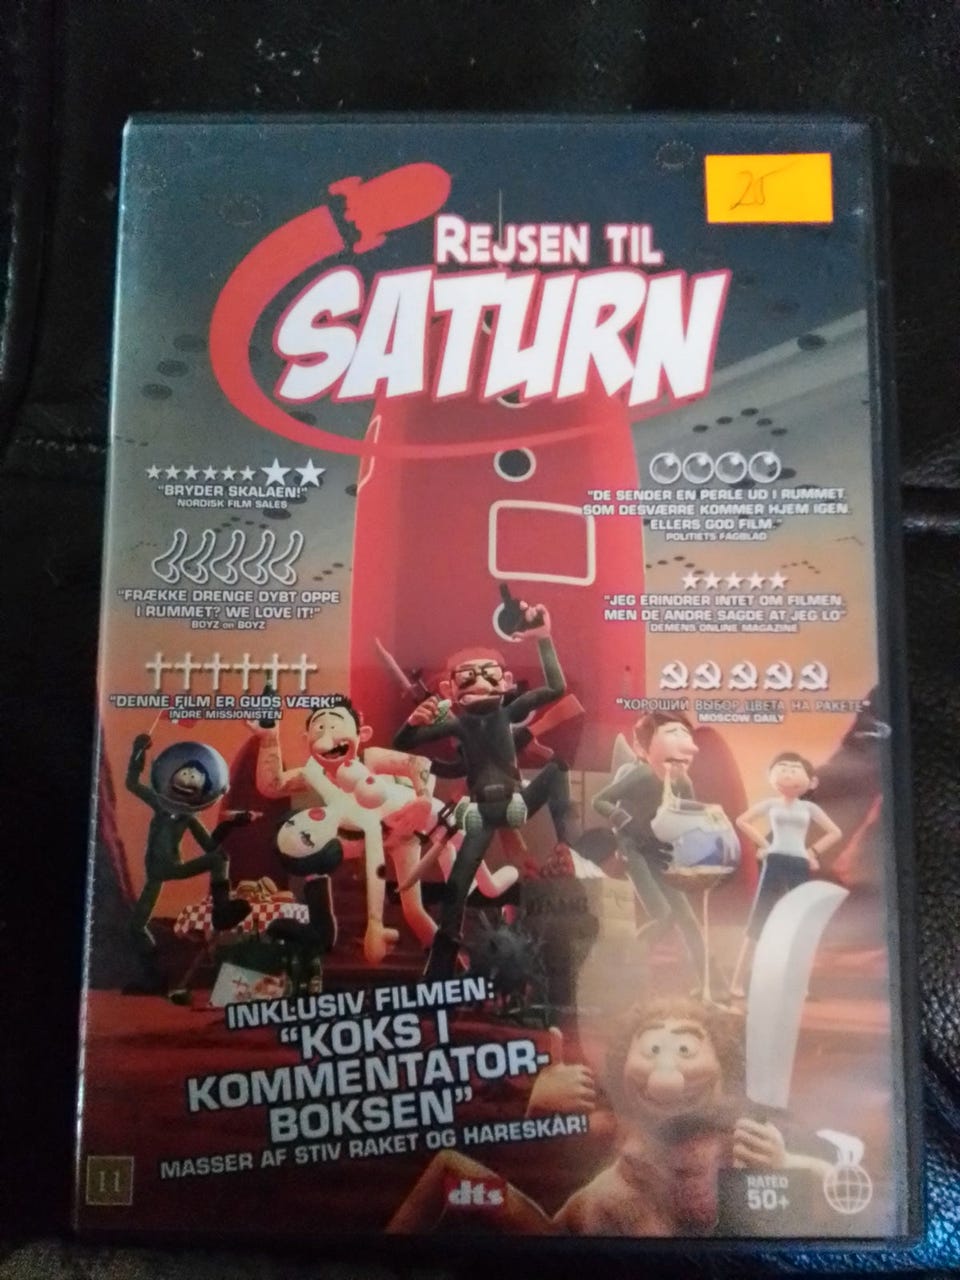 25
REJSEN TIL
SATURN
"BRYDER SKALAEN!"
NORDISK FILM SALES
"FRÆKKE DRENGE DYBT OPPE
I RUMMET? WE LOVE IT!"
BOYZ on BOYZ
"DENNE FILM ER GUDS VÆRK!"
INDRE MISSIONISTEN
"DE SENDER EN PERLE UD I RUMMET,
SOM DESVÆRRE KOMMER HJEM IGEN.
ELLERS GOD FILM."
POLITIETS FAGBLAD
"JEG ERINDRER INTET OM FILMEN,
MEN DE ANDRE SAGDE AT JEG LO"
DEMENS ONLINE MAGAZINE
"ХОРОШИЙ ВЫБОР ЦВЕТА НА РАКЕТЕ"
MOSCOW DAILY
INKLUSIV FILMEN:
"KOKS I
KOMMENTATOR-
BOKSEN"
MASSER AF STIV RAKET OG HARESKÅR!
11
dts
RATED
50+